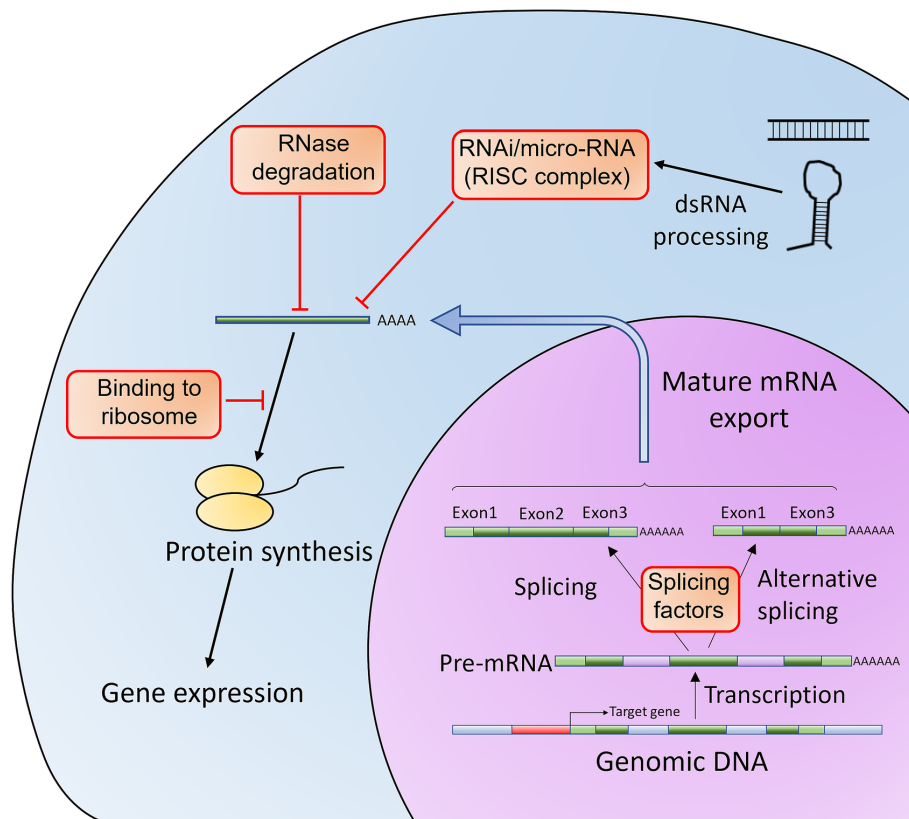 RNase
degradation
RNAi/micro-RNA
(RISC complex)
dsRNA
processing
AAAA
Binding to
ribosome
Mature mRNA
export
Protein synthesis
Gene expression
Exon1 Exon2 Exon3
AAAAAA
Exon1 Exon3
AAAAAA
Splicing
Splicing
factors
Alternative
splicing
Pre-mRNA
AAAAAA
Transcription
Target gene
Genomic DNA